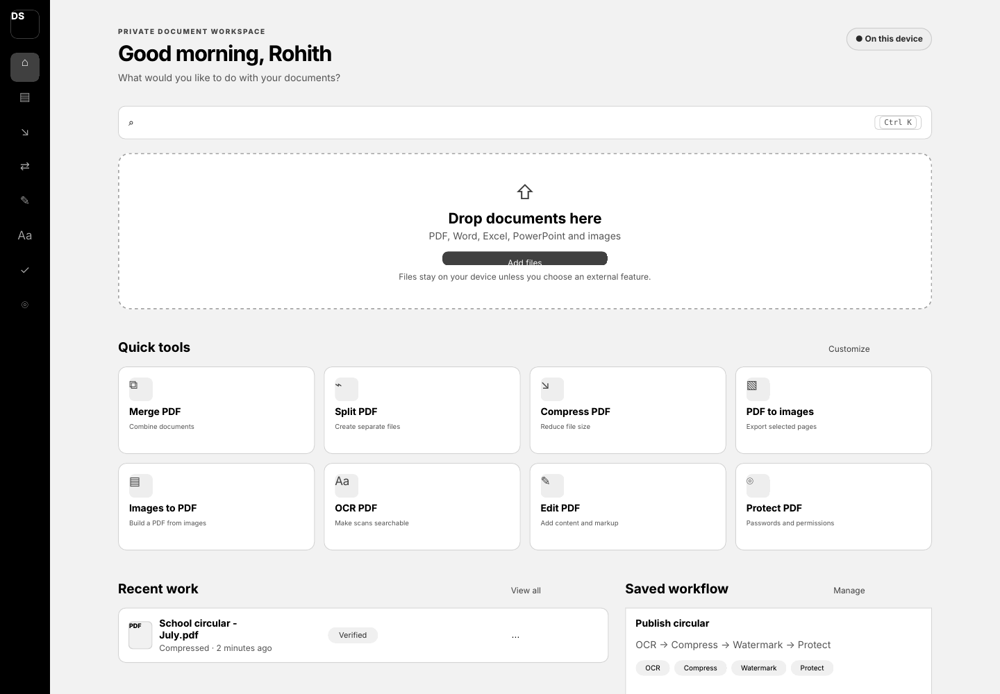 DS
PRIVATE DOCUMENT WORKSPACE
Good morning, Rohith
What would you like to do with your documents?
● On this device
Ctrl K
Aa
Drop documents here
PDF, Word, Excel, PowerPoint and images
Add files
Files stay on your device unless you choose an external feature.
Quick tools
Customize
Merge PDF
Combine documents
Split PDF
Create separate files
Compress PDF
Reduce file size
PDF to images
Export selected pages
Images to PDF
Build a PDF from images
Aa
OCR PDF
Make scans searchable
Edit PDF
Add content and markup
Protect PDF
Passwords and permissions
Recent work
View all
PDF
School circular -
July.pdf
Compressed · 2 minutes ago
Verified
...
Saved workflow
Manage
Publish circular
OCR → Compress → Watermark → Protect
OCR
Compress
Watermark
Protect